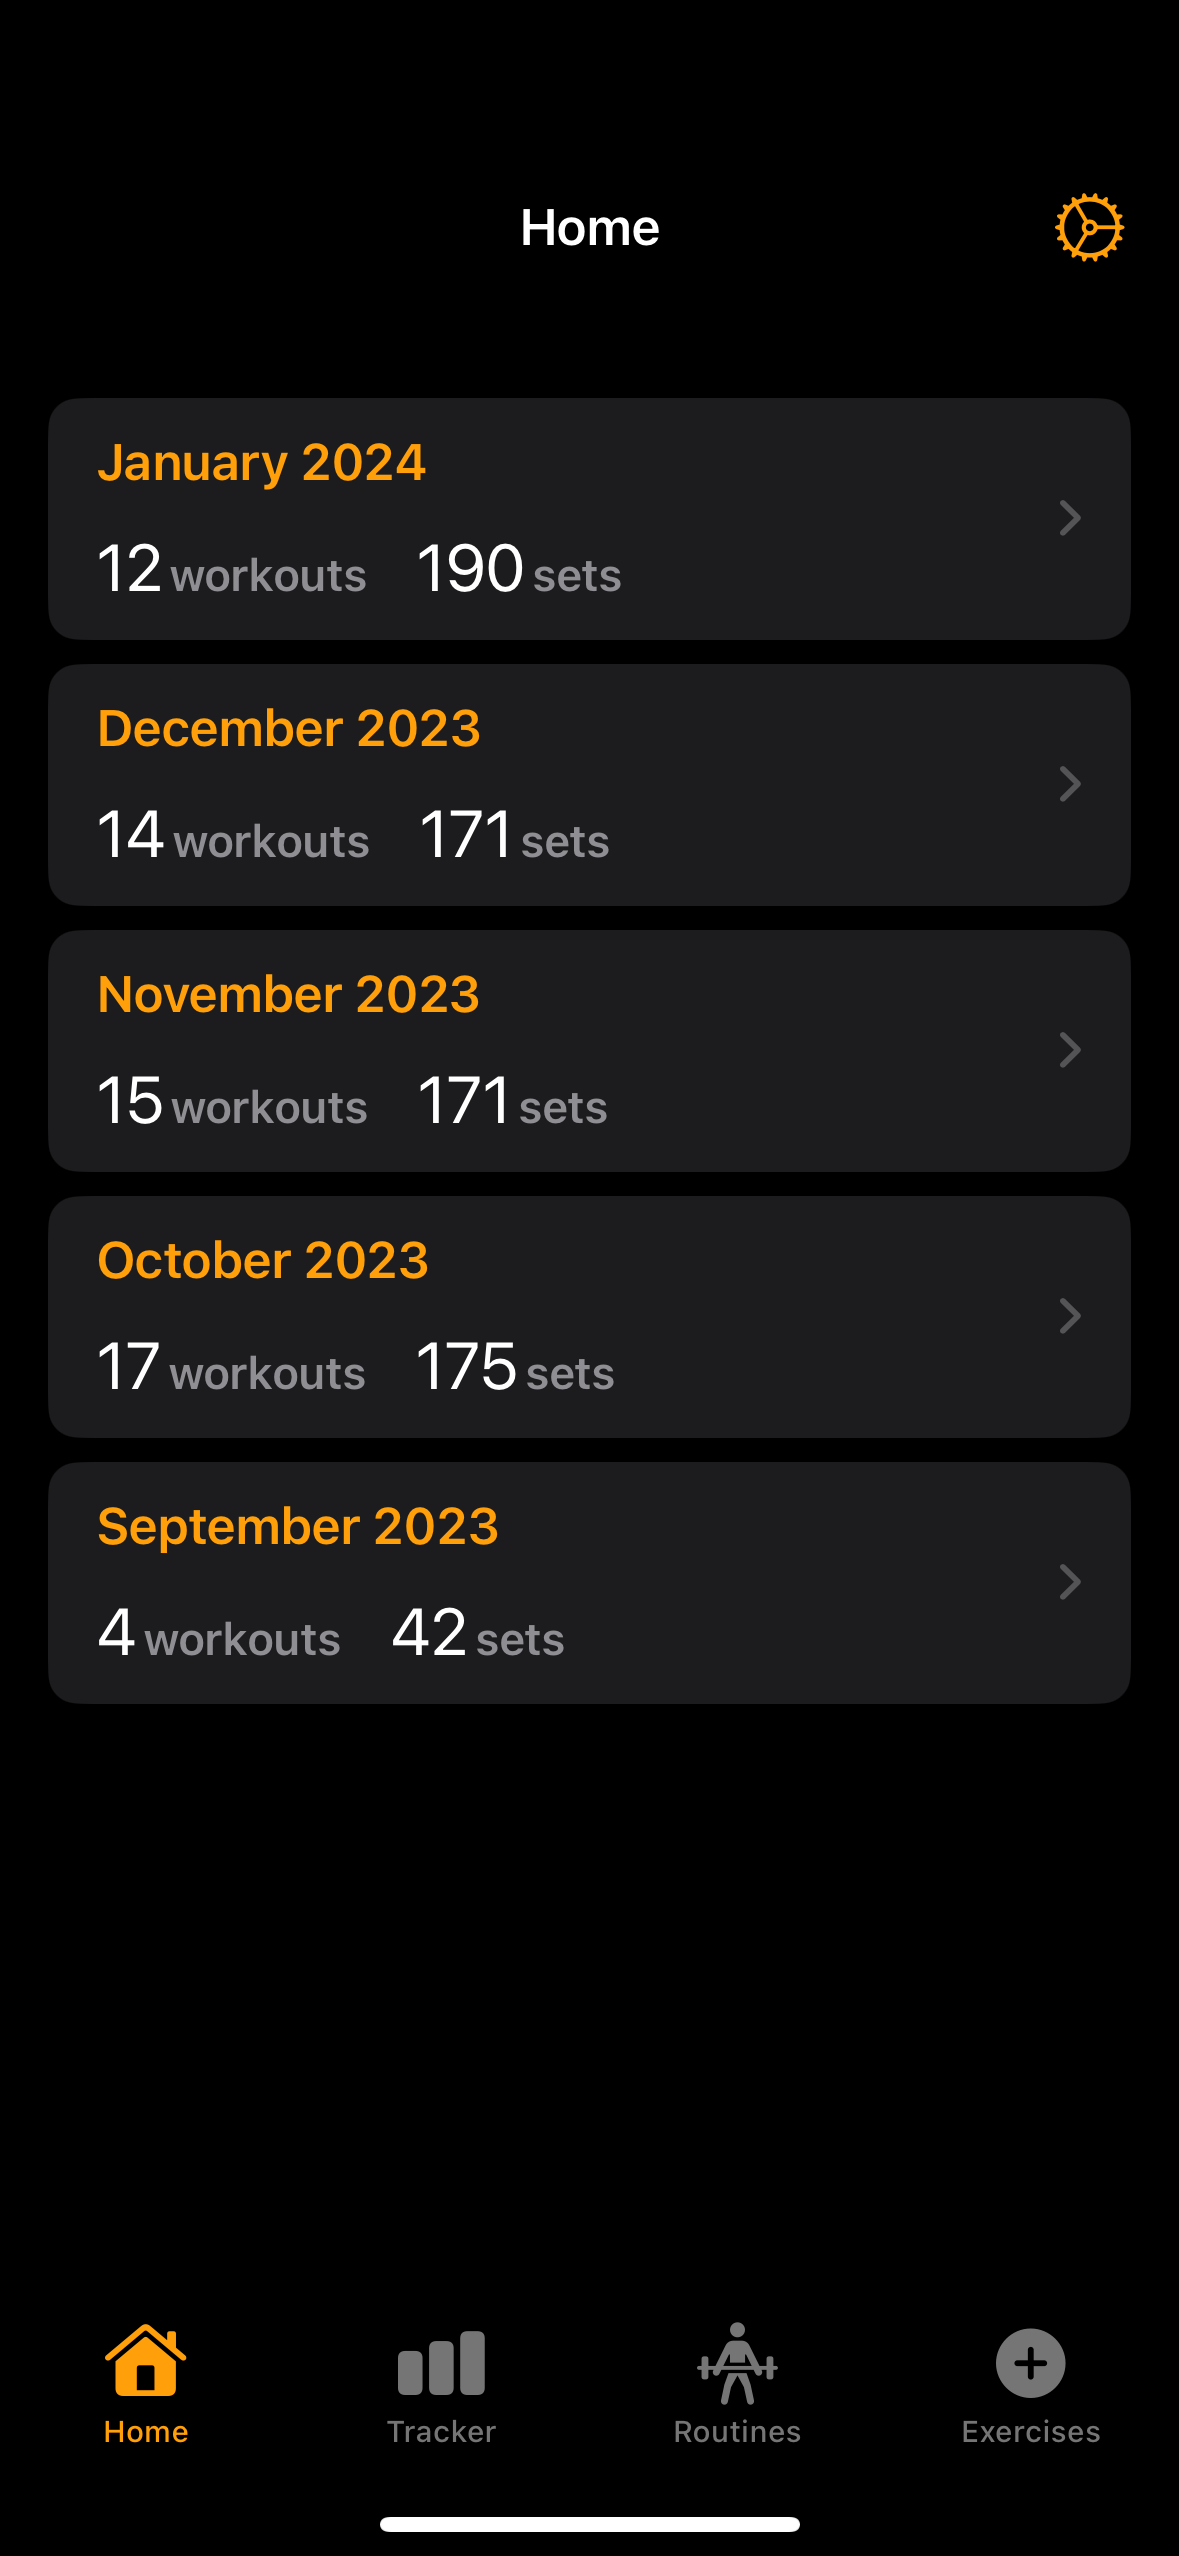 Home
January 2024
12 workouts 190 sets
December 2023
14 workouts 171 sets
November 2023
15 workouts 171 sets
October 2023
17 workouts 175 sets
September 2023
4 workouts 42 sets
Home Tracker Routines Exercises